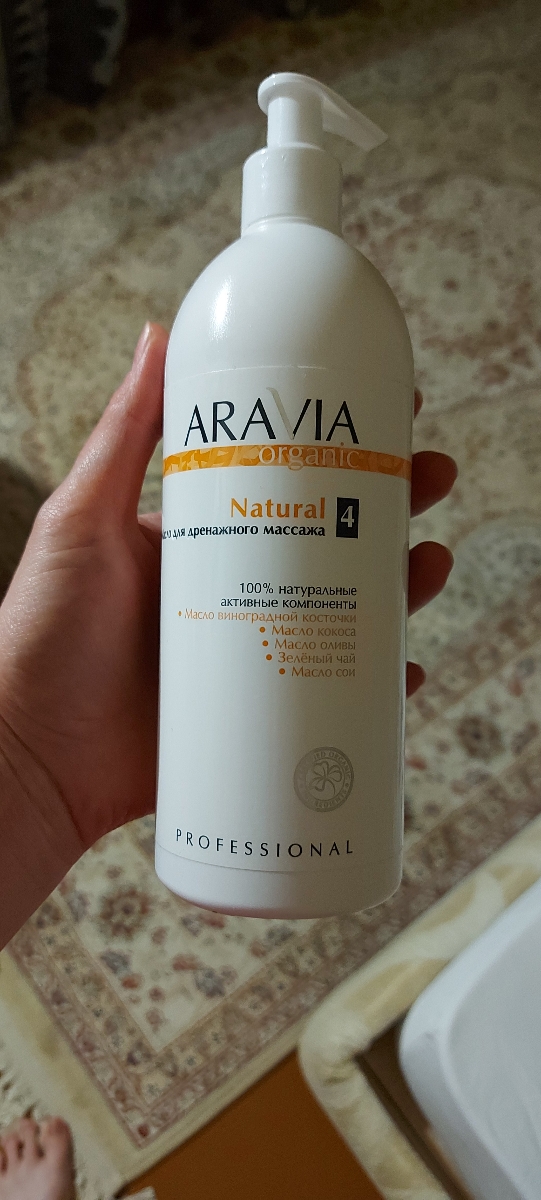 ARAVIA
organic
Natural 4
для дренажного массажа
100% натуральные
активные компоненты
• Масло виноградной косточки
• Масло кокоса
• Масло оливы
• Зелёный чай
• Масло сои
PROFESSIONAL